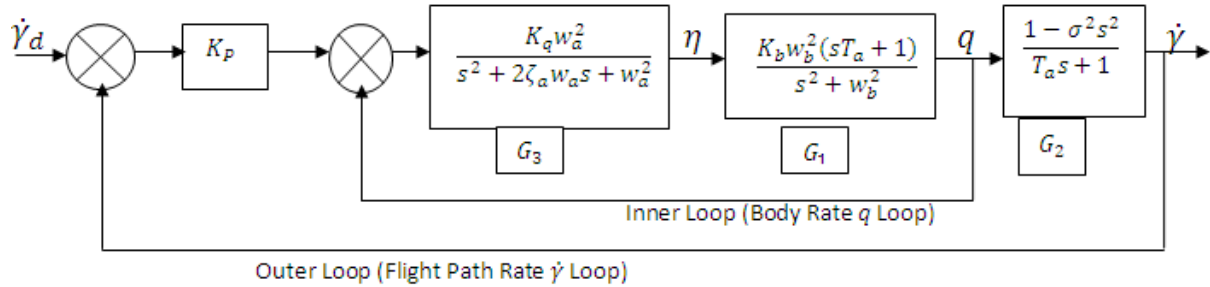 γ̇_d
K_P
K_q w_a^2 / (s^2 + 2ζ_a w_a s + w_a^2)
η
K_b w_b^2 (sT_a + 1) / (s^2 + w_b^2)
q
(1 − σ^2 s^2) / (T_a s + 1)
γ̇
G_3
G_1
G_2
Inner Loop (Body Rate q Loop)
Outer Loop (Flight Path Rate γ̇ Loop)